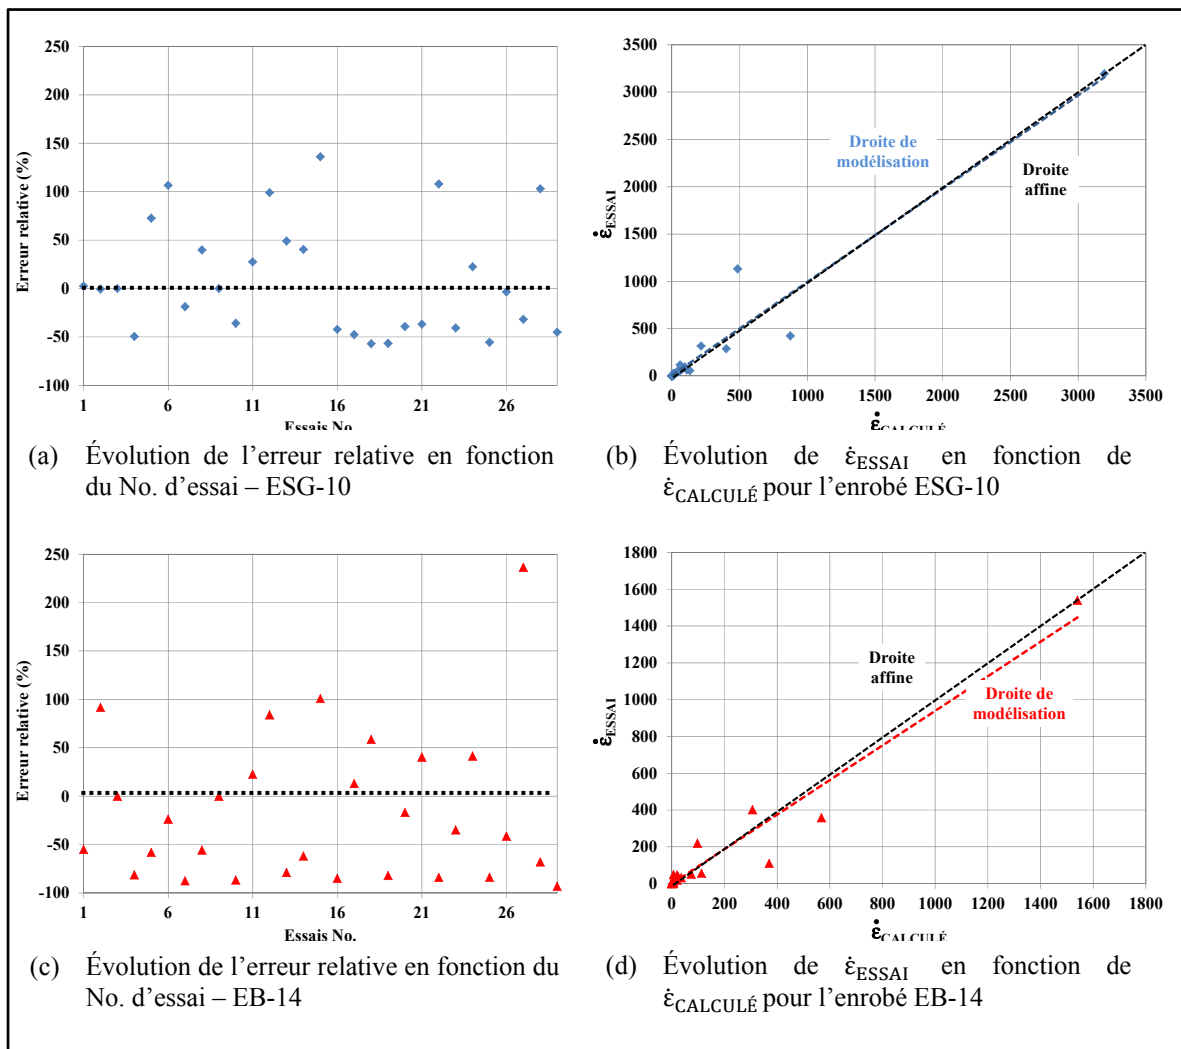 250
200
150
100
50
0
-50
-100
Erreur relative (%)
1 6 11 16 21 26
Essais No.
3500
3000
2500
2000
1500
1000
500
0
ε̇ESSAI
Droite de
modélisation
Droite
affine
0 500 1000 1500 2000 2500 3000 3500
ε̇CALCULÉ
(a) Évolution de l’erreur relative en fonction
du No. d’essai – ESG-10
(b) Évolution de ε̇ESSAI en fonction de
ε̇CALCULÉ pour l’enrobé ESG-10
250
200
150
100
50
0
-50
-100
Erreur relative (%)
1 6 11 16 21 26
Essais No.
1800
1600
1400
1200
1000
800
600
400
200
0
ε̇ESSAI
Droite
affine
Droite de
modélisation
0 200 400 600 800 1000 1200 1400 1600 1800
ε̇CALCULÉ
(c) Évolution de l’erreur relative en fonction du
No. d’essai – EB-14
(d) Évolution de ε̇ESSAI en fonction de
ε̇CALCULÉ pour l’enrobé EB-14